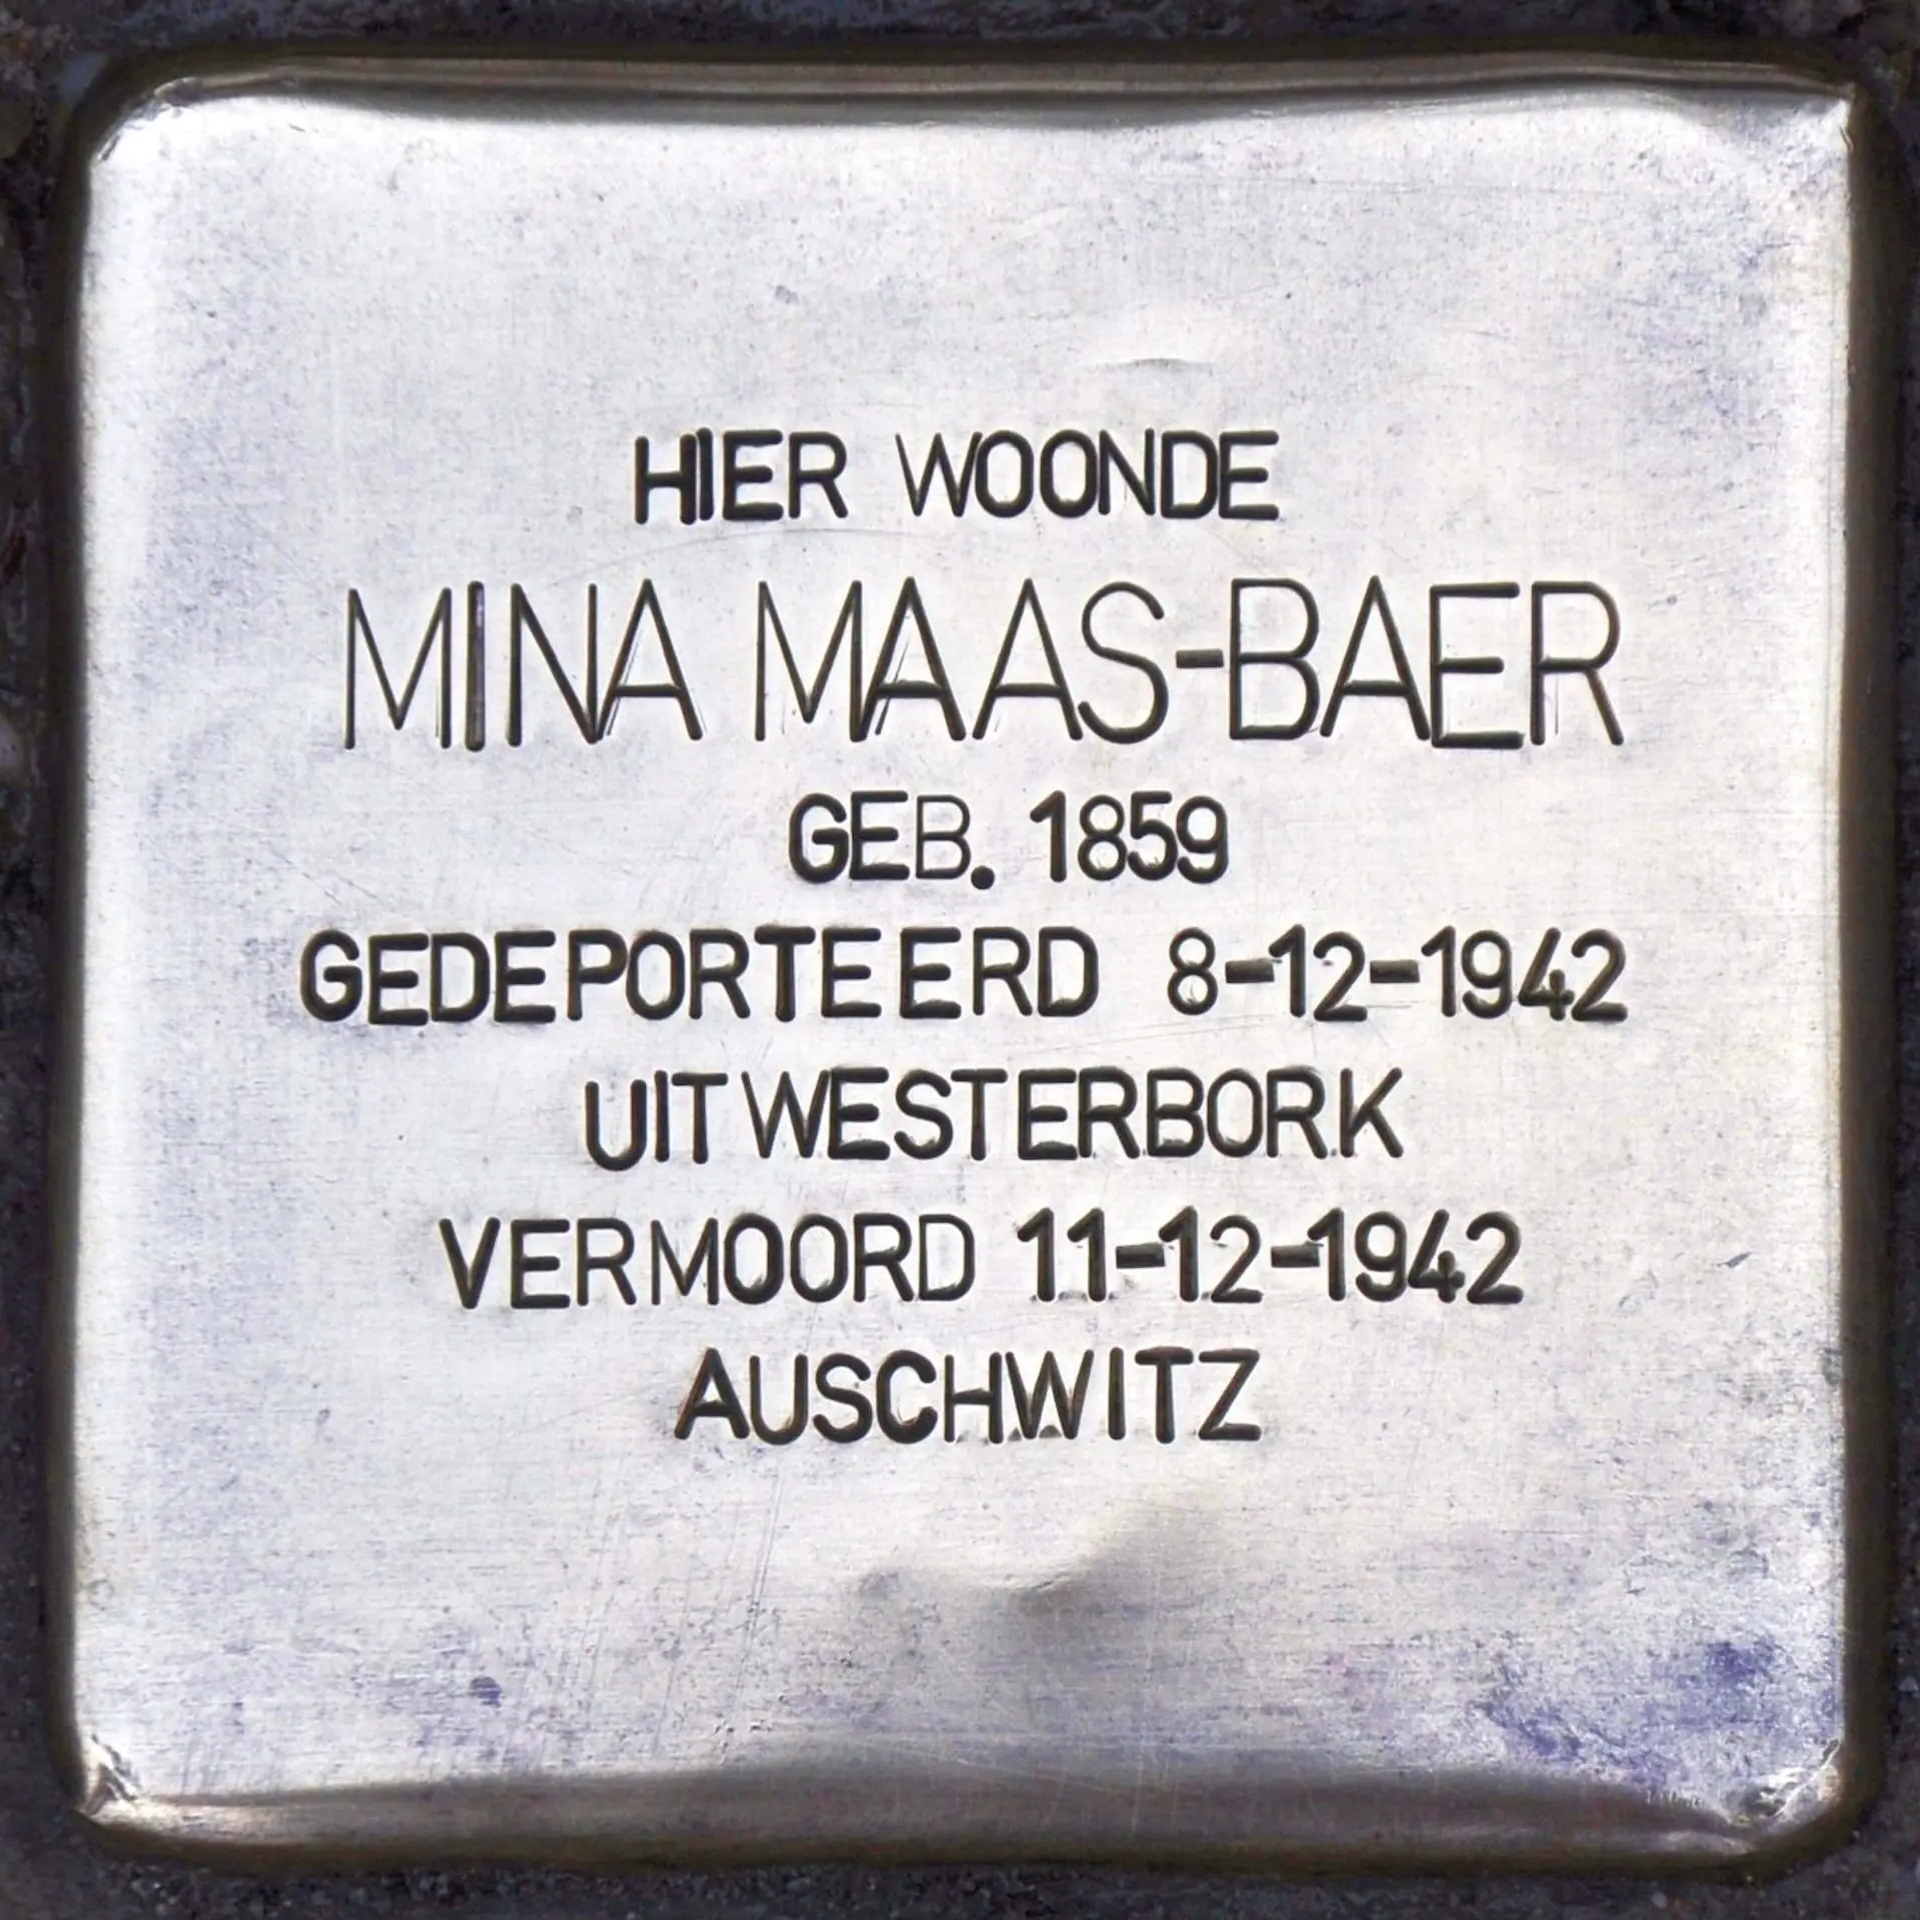 HIER WOONDE
MINA MAAS-BAER
GEB. 1859
GEDEPORTEERD 8-12-1942
UIT WESTERBORK
VERMOORD 11-12-1942
AUSCHWITZ